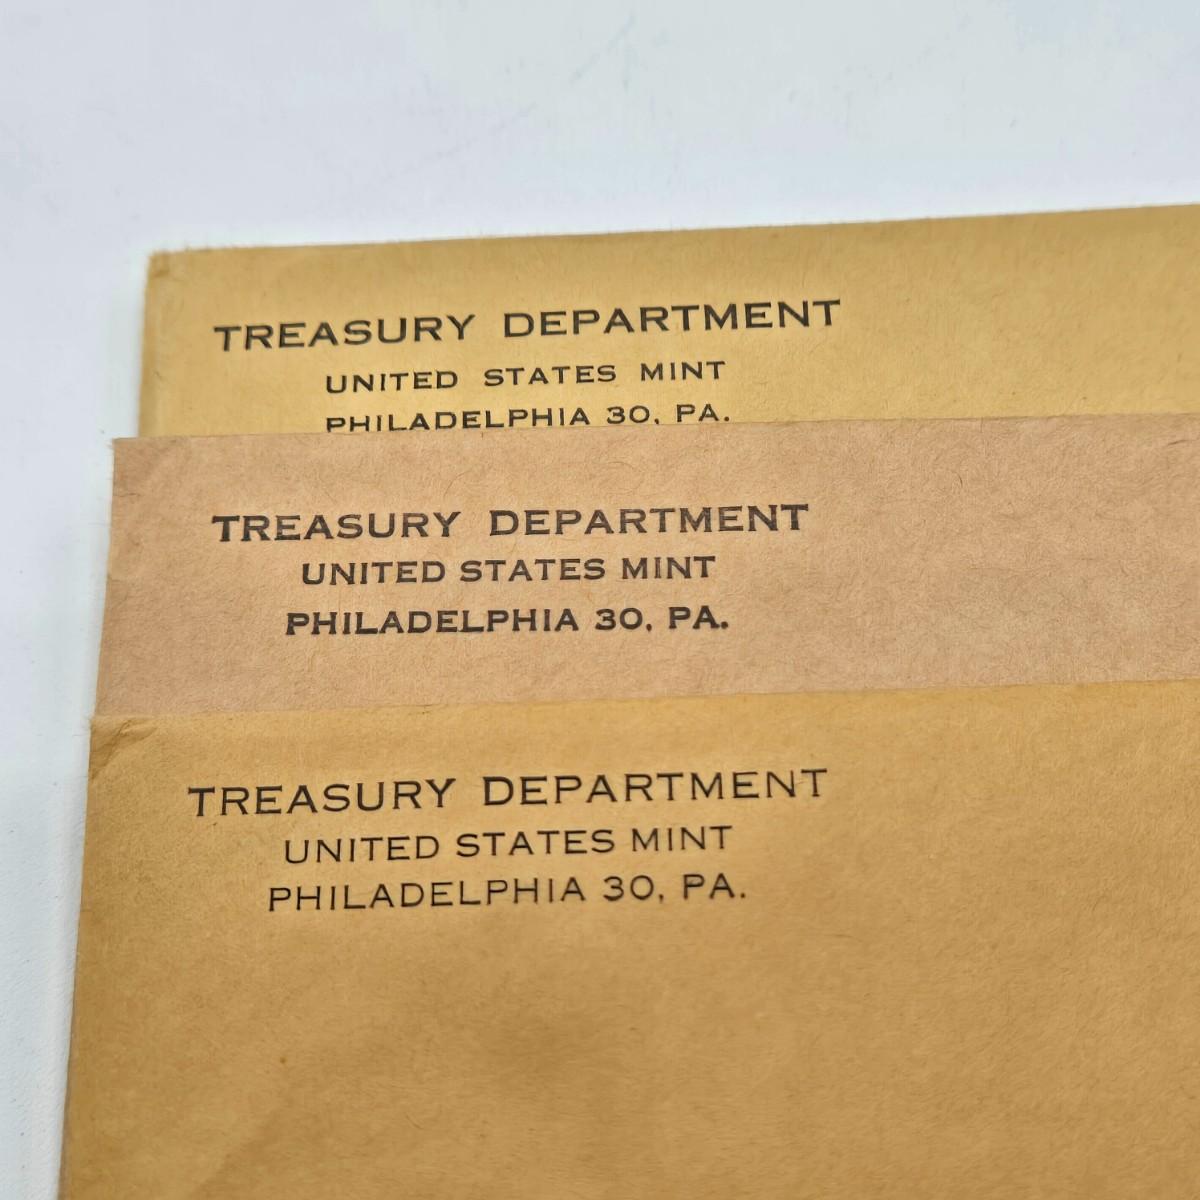 TREASURY DEPARTMENT
UNITED STATES MINT
PHILADELPHIA 30, PA.
TREASURY DEPARTMENT
UNITED STATES MINT
PHILADELPHIA 30, PA.
TREASURY DEPARTMENT
UNITED STATES MINT
PHILADELPHIA 30, PA.